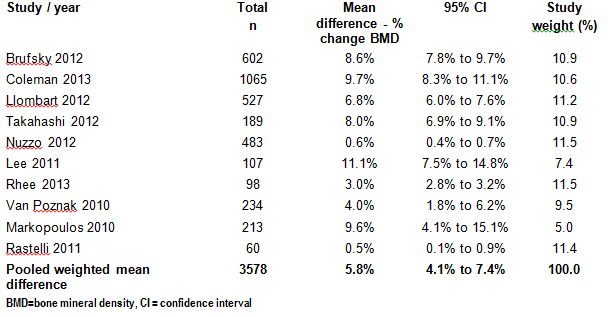 Study / year Total n Mean difference - % change BMD 95% CI Study weight (%)
Brufsky 2012 602 8.6% 7.8% to 9.7% 10.9
Coleman 2013 1065 9.7% 8.3% to 11.1% 10.6
Llombart 2012 527 6.8% 6.0% to 7.6% 11.2
Takahashi 2012 189 8.0% 6.9% to 9.1% 10.9
Nuzzo 2012 483 0.6% 0.4% to 0.7% 11.5
Lee 2011 107 11.1% 7.5% to 14.8% 7.4
Rhee 2013 98 3.0% 2.8% to 3.2% 11.5
Van Poznak 2010 234 4.0% 1.8% to 6.2% 9.5
Markopoulos 2010 213 9.6% 4.1% to 15.1% 5.0
Rastelli 2011 60 0.5% 0.1% to 0.9% 11.4
Pooled weighted mean difference 3578 5.8% 4.1% to 7.4% 100.0
BMD=bone mineral density, CI = confidence interval